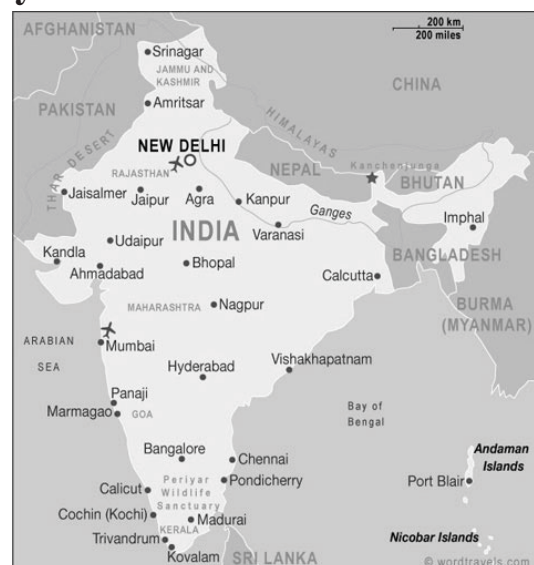 y
AFGHANISTAN
200 km
200 miles
Srinagar
JAMMU AND
KASHMIR
CHINA
PAKISTAN
Amritsar
HIMALAYAS
NEW DELHI
THAR DESERT
RAJASTHAN
NEPAL
Kanchenjunga
Jaisalmer
Jaipur
Agra
Kanpur
BHUTAN
Ganges
Imphal
Udaipur
INDIA
Varanasi
Kandla
Ahmadabad
Bhopal
BANGLADESH
Calcutta
MAHARASHTRA
Nagpur
BURMA
(MYANMAR)
ARABIAN
SEA
Mumbai
Hyderabad
Vishakhapatnam
Panaji
Marmagao
GOA
Bay of
Bengal
Bangalore
Chennai
Andaman
Islands
Calicut
Periyar
Wildlife
Sanctuary
Pondicherry
Port Blair
Cochin (Kochi)
Madurai
KERALA
Trivandrum
Nicobar Islands
Kovalam
SRI LANKA
© wordtravels.com